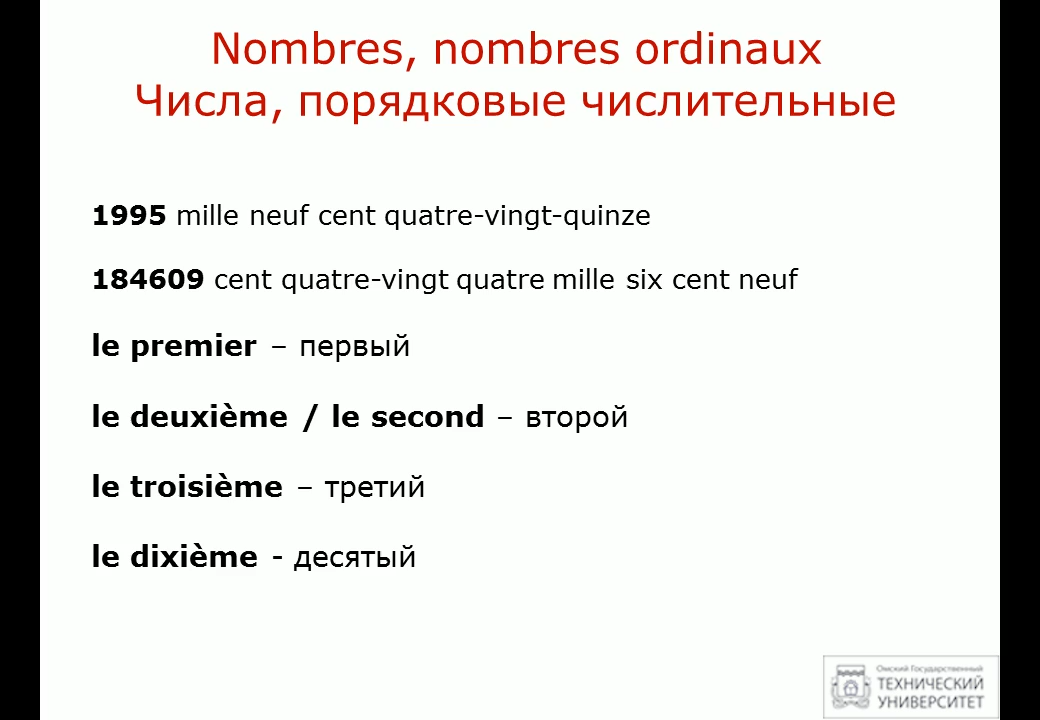 Nombres, nombres ordinaux
Числа, порядковые числительные
1995 mille neuf cent quatre-vingt-quinze
184609 cent quatre-vingt quatre mille six cent neuf
le premier – первый
le deuxième / le second – второй
le troisième – третий
le dixième - десятый
Омский Государственный
ТЕХНИЧЕСКИЙ
УНИВЕРСИТЕТ